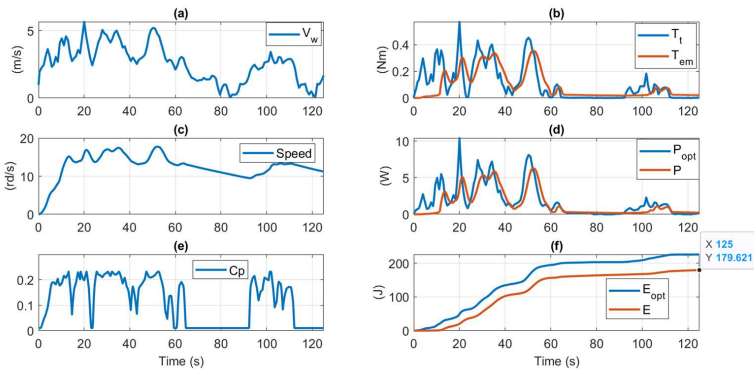 (a)
V_w
(m/s)
5
0
0 20 40 60 80 100 120
(b)
T_t
T_em
(Nm)
0.4
0.2
0
0 20 40 60 80 100 120
(c)
Speed
(rd/s)
20
10
0
0 20 40 60 80 100 120
(d)
P_opt
P
(W)
10
5
0
0 20 40 60 80 100 120
(e)
Cp
0.2
0.1
0
0 20 40 60 80 100 120
Time (s)
(f)
X 125
Y 179.621
E_opt
E
(J)
200
100
0
0 20 40 60 80 100 120
Time (s)